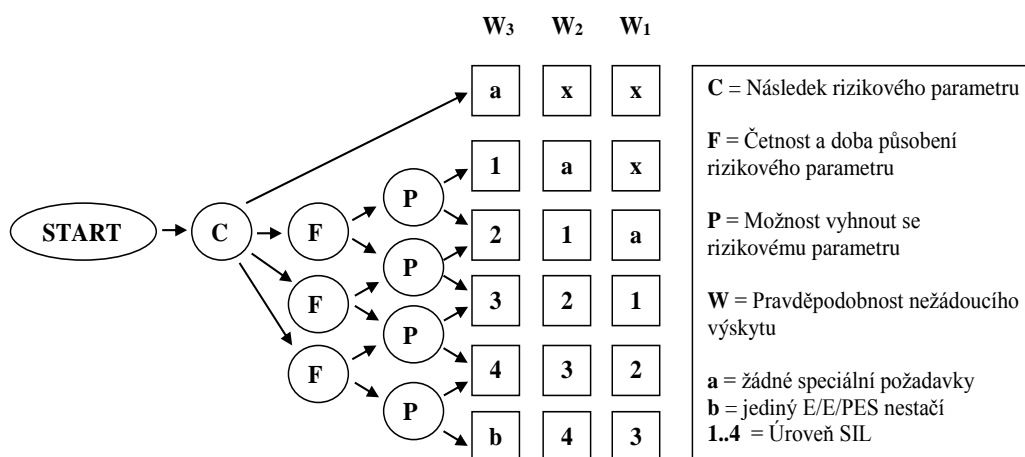 W3 W2 W1
a x x
1 a x
P
START C F 2 1 a
P
F 3 2 1
P
F 4 3 2
P
b 4 3
C = Následek rizikového parametru
F = Četnost a doba působení
rizikového parametru
P = Možnost vyhnout se
rizikovému parametru
W = Pravděpodobnost nežádoucího
výskytu
a = žádné speciální požadavky
b = jediný E/E/PES nestačí
1..4 = Úroveň SIL